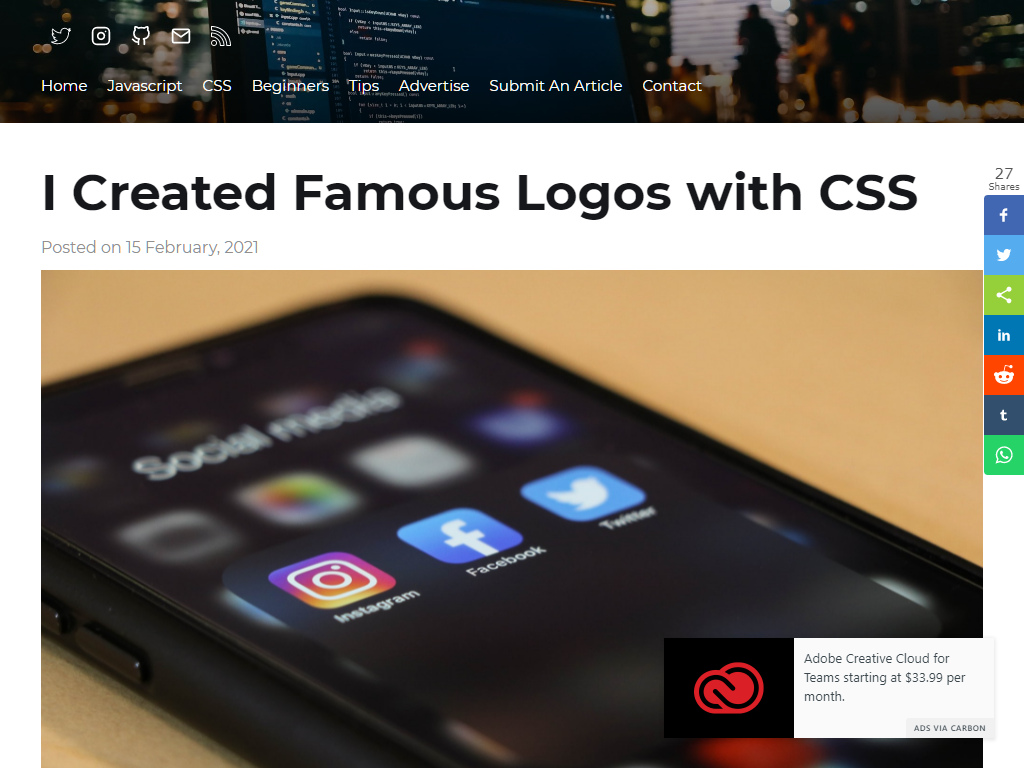 Home Javascript CSS Beginners Tips Advertise Submit An Article Contact
I Created Famous Logos with CSS
Posted on 15 February, 2021
27
Shares
Social media
Instagram
Facebook
Twitter
Adobe Creative Cloud for
Teams starting at $33.99 per
month.
ADS VIA CARBON